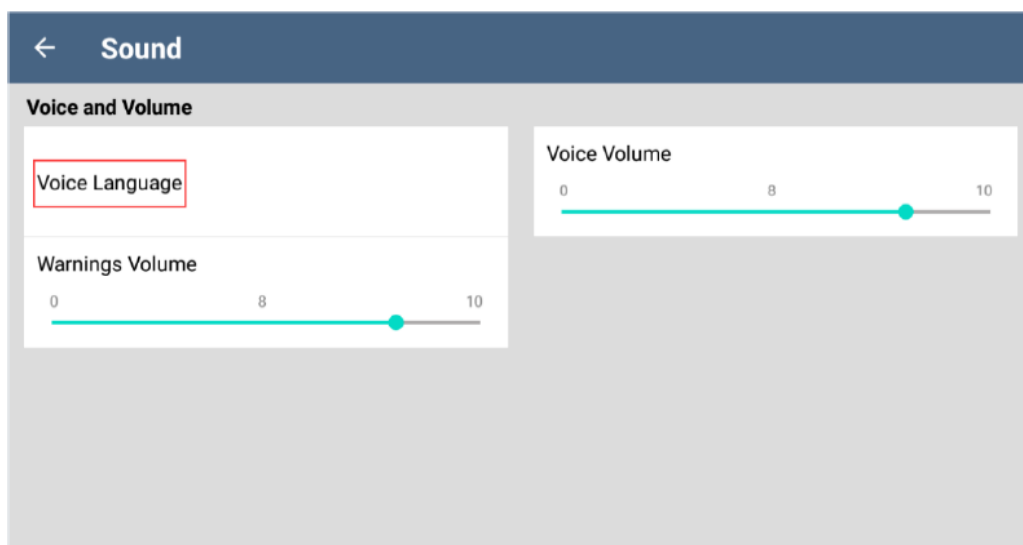 Sound
Voice and Volume
Voice Language
Voice Volume
0 8 10
Warnings Volume
0 8 10